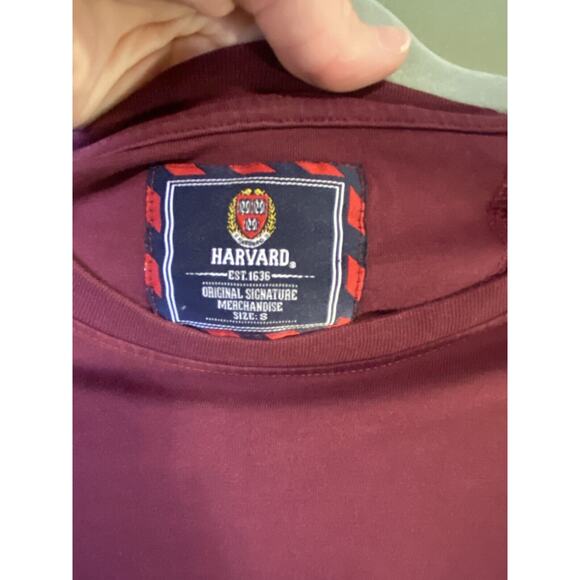 HARVARD®
EST. 1636
ORIGINAL SIGNATURE
MERCHANDISE
SIZE: S